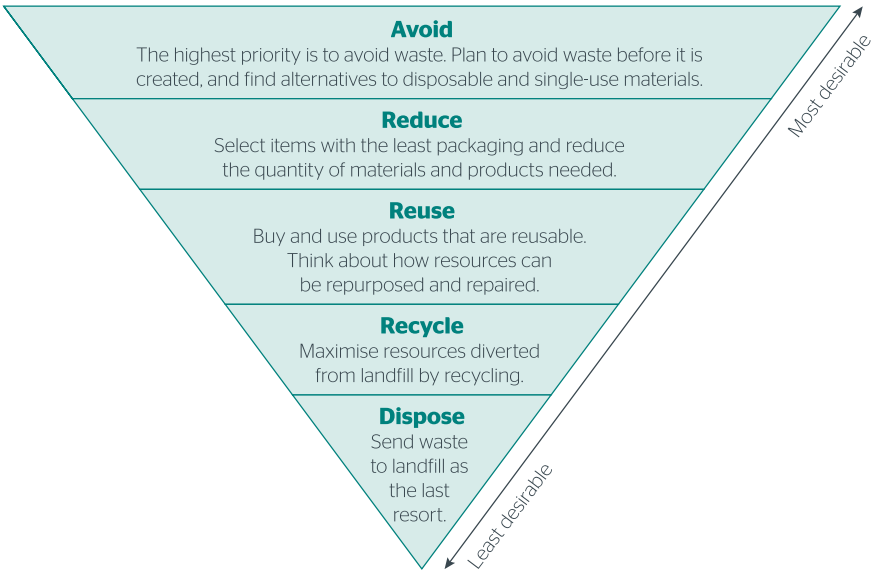 Avoid
The highest priority is to avoid waste. Plan to avoid waste before it is
created, and find alternatives to disposable and single-use materials.
Most desirable
Reduce
Select items with the least packaging and reduce
the quantity of materials and products needed.
Reuse
Buy and use products that are reusable.
Think about how resources can
be repurposed and repaired.
Recycle
Maximise resources diverted
from landfill by recycling.
Dispose
Send waste
to landfill as
the last
resort.
Least desirable